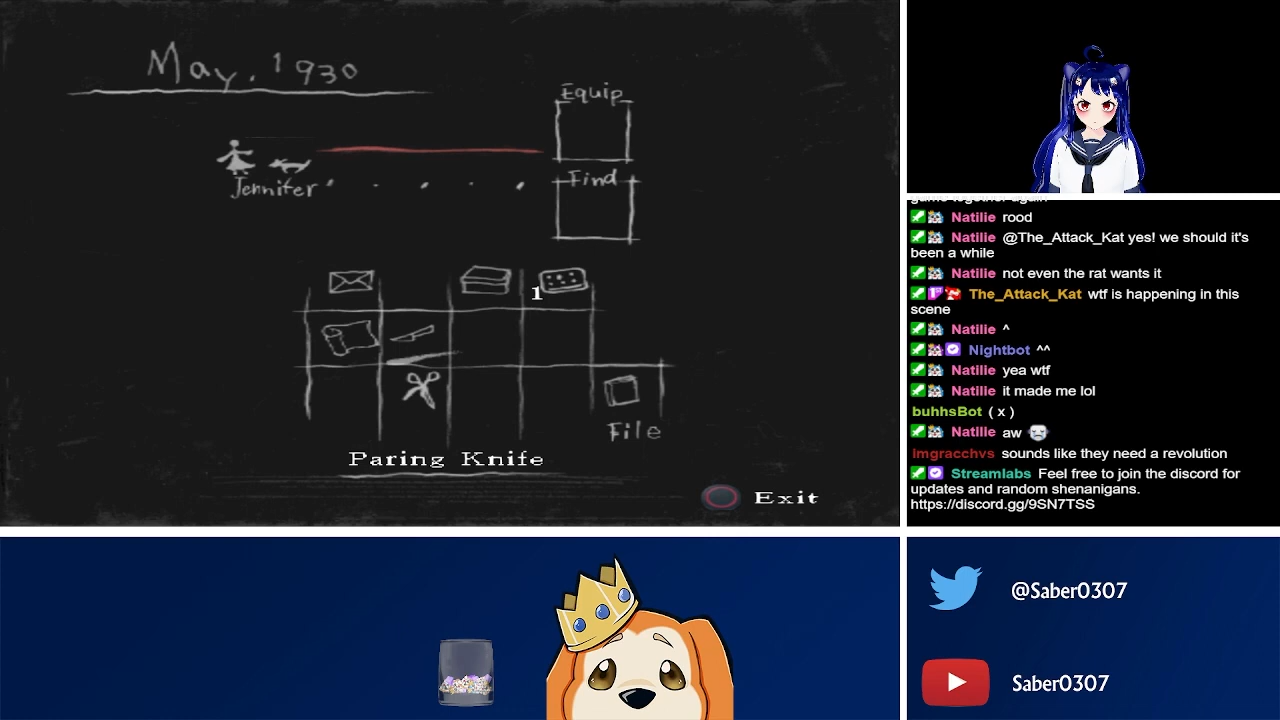 May. 1930
Equip
Jennifer
Find
1
File
Paring Knife
Exit
Natilie rood
Natilie @The_Attack_Kat yes! we should it's
been a while
Natilie not even the rat wants it
The_Attack_Kat wtf is happening in this
scene
Natilie ^
Nightbot ^^
Natilie yea wtf
Natilie it made me lol
buhhsBot ( x )
Natilie aw
imgracchvs sounds like they need a revolution
Streamlabs Feel free to join the discord for
updates and random shenanigans.
https://discord.gg/9SN7TSS
@Saber0307
Saber0307